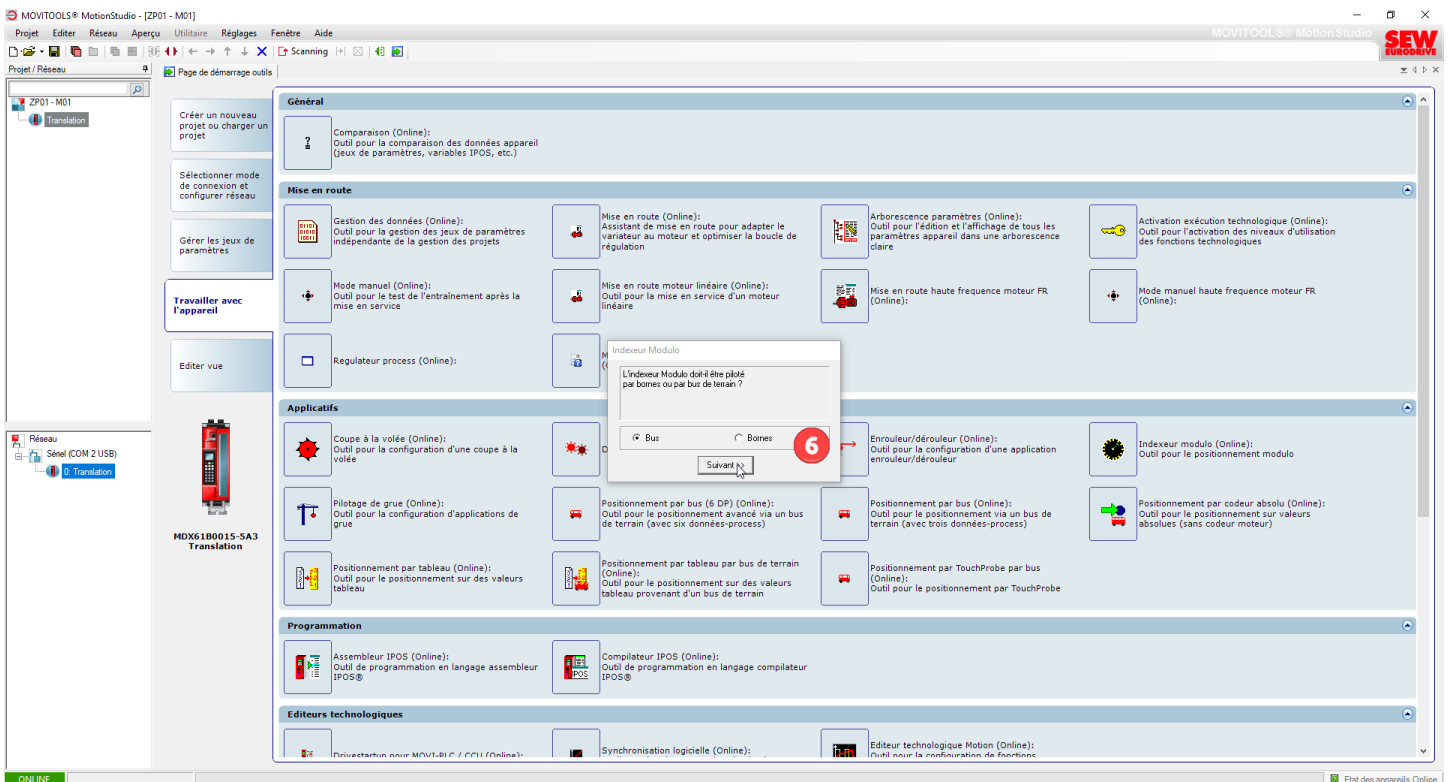 MOVITOOLS® MotionStudio - [ZP01 - M01]
Projet Editer Réseau Aperçu Utilitaire Réglages Fenêtre Aide
MOVITOOLS® MotionStudio
SEW
EURODRIVE
Scanning
Projet / Réseau
Page de démarrage outils
ZP01 - M01
Translation
Créer un nouveau
projet ou charger un
projet
Sélectionner mode
de connexion et
configurer réseau
Gérer les jeux de
paramètres
Travailler avec
l'appareil
Editer vue
MDX61B0015-5A3
Translation
Réseau
Sériel (COM 2 USB)
0: Translation
Général
Comparaison (Online):
Outil pour la comparaison des données appareil
(jeux de paramètres, variables IPOS, etc.)
Mise en route
Gestion des données (Online):
Outil pour la gestion des jeux de paramètres
indépendante de la gestion des projets
Mise en route (Online):
Assistant de mise en route pour adapter le
variateur au moteur et optimiser la boucle de
régulation
Arborescence paramètres (Online):
Outil pour l'édition et l'affichage de tous les
paramètres appareil dans une arborescence
claire
Activation exécution technologique (Online):
Outil pour l'activation des niveaux d'utilisation
des fonctions technologiques
Mode manuel (Online):
Outil pour le test de l'entraînement après la
mise en service
Mise en route moteur linéaire (Online):
Outil pour la mise en service d'un moteur
linéaire
Mise en route haute frequence moteur FR
(Online):
Mode manuel haute frequence moteur FR
(Online):
Regulateur process (Online):
Indexeur Modulo
L'indexeur Modulo doit-il être piloté
par bornes ou par bus de terrain ?
Bus Bornes
6
Suivant >>
Applicatifs
Coupe à la volée (Online):
Outil pour la configuration d'une coupe à la
volée
Enrouleur/dérouleur (Online):
Outil pour la configuration d'une application
enrouleur/dérouleur
Indexeur modulo (Online):
Outil pour le positionnement modulo
Pilotage de grue (Online):
Outil pour la configuration d'applications de
grue
Positionnement par bus (6 DP) (Online):
Outil pour le positionnement avancé via un bus
de terrain (avec six données-process)
Positionnement par bus (Online):
Outil pour le positionnement via un bus de
terrain (avec trois données-process)
Positionnement par codeur absolu (Online):
Outil pour le positionnement sur valeurs
absolues (sans codeur moteur)
Positionnement par tableau (Online):
Outil pour le positionnement sur des valeurs
tableau
Positionnement par tableau par bus de terrain
(Online):
Outil pour le positionnement sur des valeurs
tableau provenant d'un bus de terrain
Positionnement par TouchProbe par bus
(Online):
Outil pour le positionnement par TouchProbe
Programmation
Assembleur IPOS (Online):
Outil de programmation en langage assembleur
IPOS®
IPOS
Compilateur IPOS (Online):
Outil de programmation en langage compilateur
IPOS®
Editeurs technologiques
Drivestartup pour MOVI-PLC / CCU (Online):
Synchronisation logicielle (Online):
Editeur technologique Motion (Online):
Outil pour la configuration de fonctions
ONLINE
Etat des appareils Online